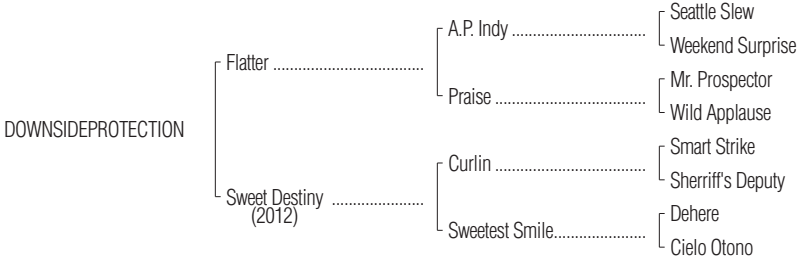 Seattle Slew
A.P. Indy ..................................
Weekend Surprise
Flatter ......................................
Mr. Prospector
Praise ......................................
Wild Applause
DOWNSIDEPROTECTION
Smart Strike
Curlin ......................................
Sherriff's Deputy
Sweet Destiny .......................
(2012)
Dehere
Sweetest Smile.......................
Cielo Otono